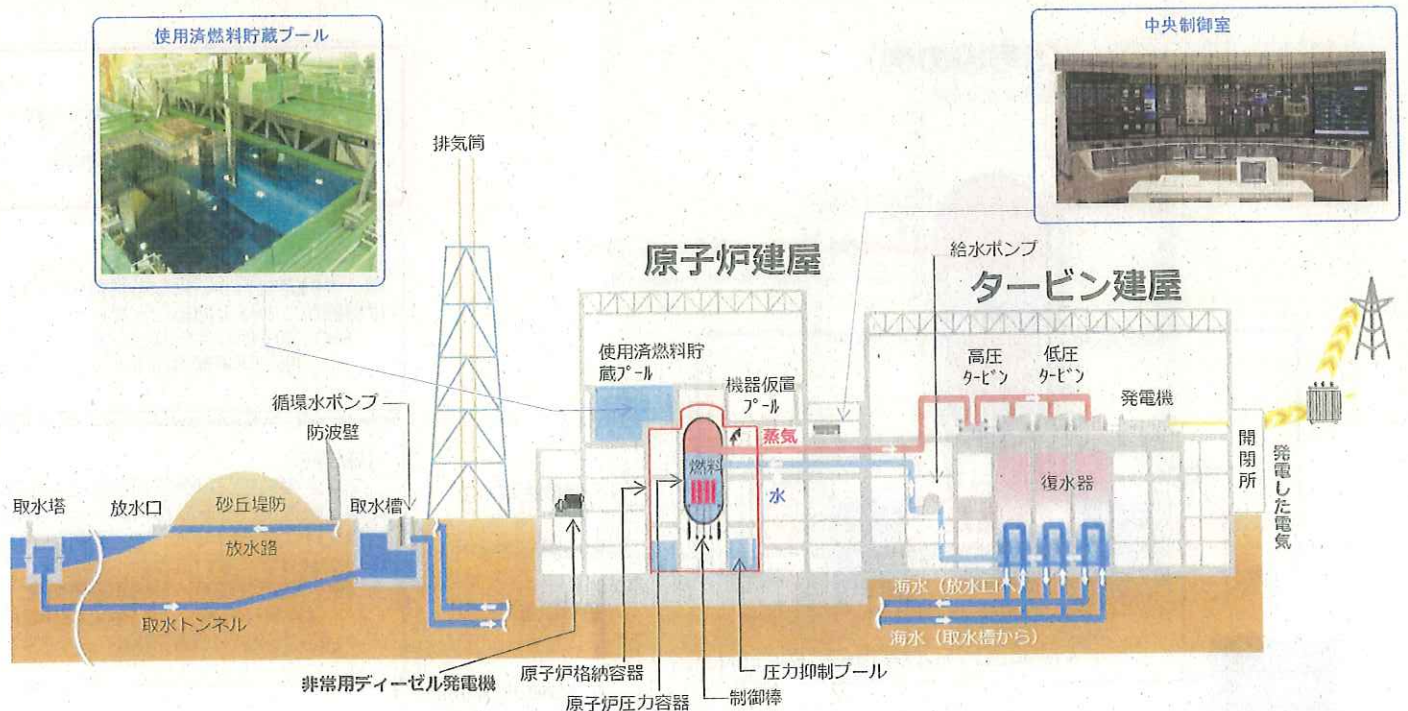 使用済燃料貯蔵プール
中央制御室
排気筒
原子炉建屋
給水ポンプ
タービン建屋
使用済燃料貯
蔵プール
機器仮置
プール
高圧
タービン
低圧
タービン
発電機
循環水ポンプ
防波壁
蒸気
燃料
水
復水器
開閉所
発電した電気
取水塔
放水口
砂丘堤防
取水槽
放水路
取水トンネル
海水(放水口へ)
海水(取水槽から)
非常用ディーゼル発電機
原子炉格納容器
原子炉圧力容器
制御棒
圧力抑制プール